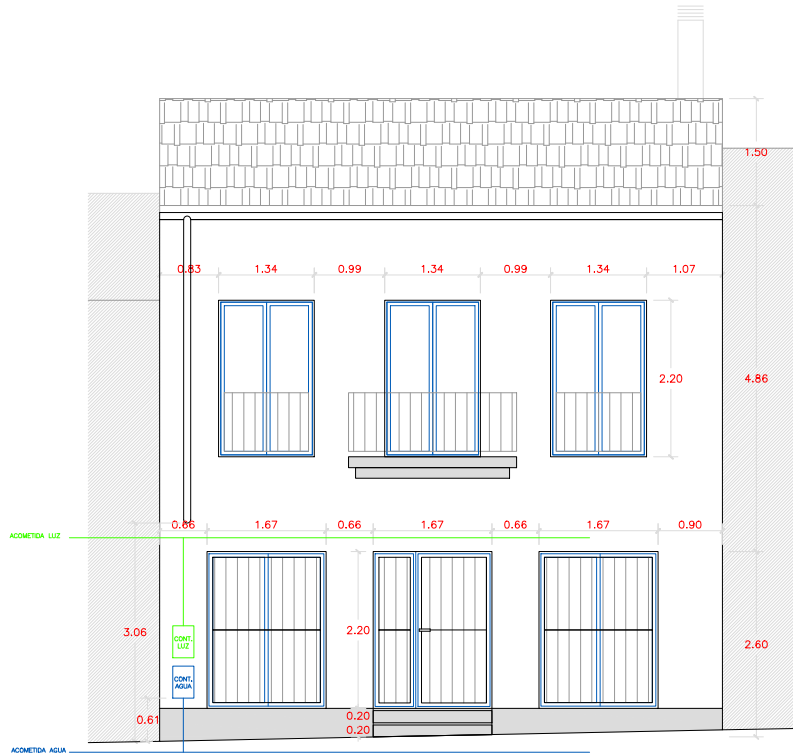 1.50
0.83 1.34 0.99 1.34 0.99 1.34 1.07
2.20
4.86
0.66 1.67 0.66 1.67 0.66 1.67 0.90
ACOMETIDA LUZ
3.06
CONT.
LUZ
2.20
2.60
CONT.
AGUA
0.61
0.20
0.20
ACOMETIDA AGUA